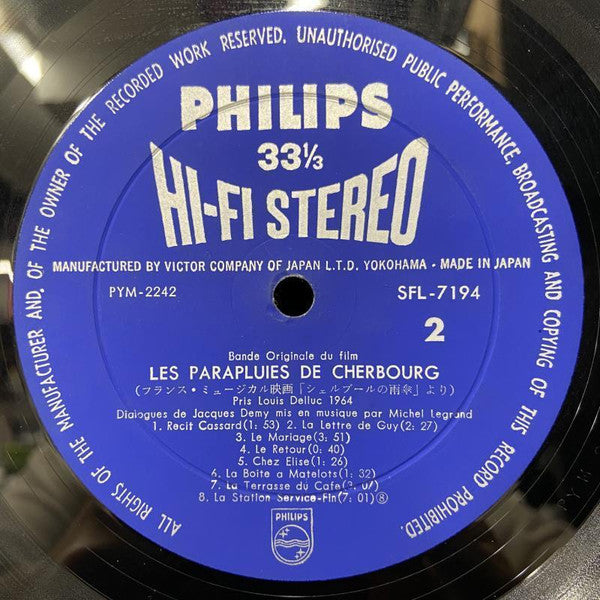 ALL RIGHTS OF THE MANUFACTURER AND, OF THE OWNER OF THE RECORDED WORK RESERVED, UNAUTHORISED PUBLIC PERFORMANCE, BROADCASTING AND COPYING OF THIS RECORD PROHIBITED.
PHILIPS
33⅓
HI-FI STEREO
MANUFACTURED BY VICTOR COMPANY OF JAPAN L.T.D. YOKOHAMA · MADE IN JAPAN
PYM-2242 SFL-7194
2
Bande Originale du film
LES PARAPLUIES DE CHERBOURG
(フランス・ミュージカル映画「シェルブールの雨傘」より)
Pris Louis Delluc 1964
Dialogues de Jacques Demy mis en musique par Michel Legrand
1. Recit Cassard(1: 53) 2. La Lettre de Guy(2: 27)
3. Le Mariage(3: 51)
4. Le Retour(0: 40)
5. Chez Elise(1: 26)
6. La Boite a Matelots(1: 32)
7. La Terrasse du Cafe(3: 07)
8. La Station Service-Fin(7: 01)⑧
PHILIPS